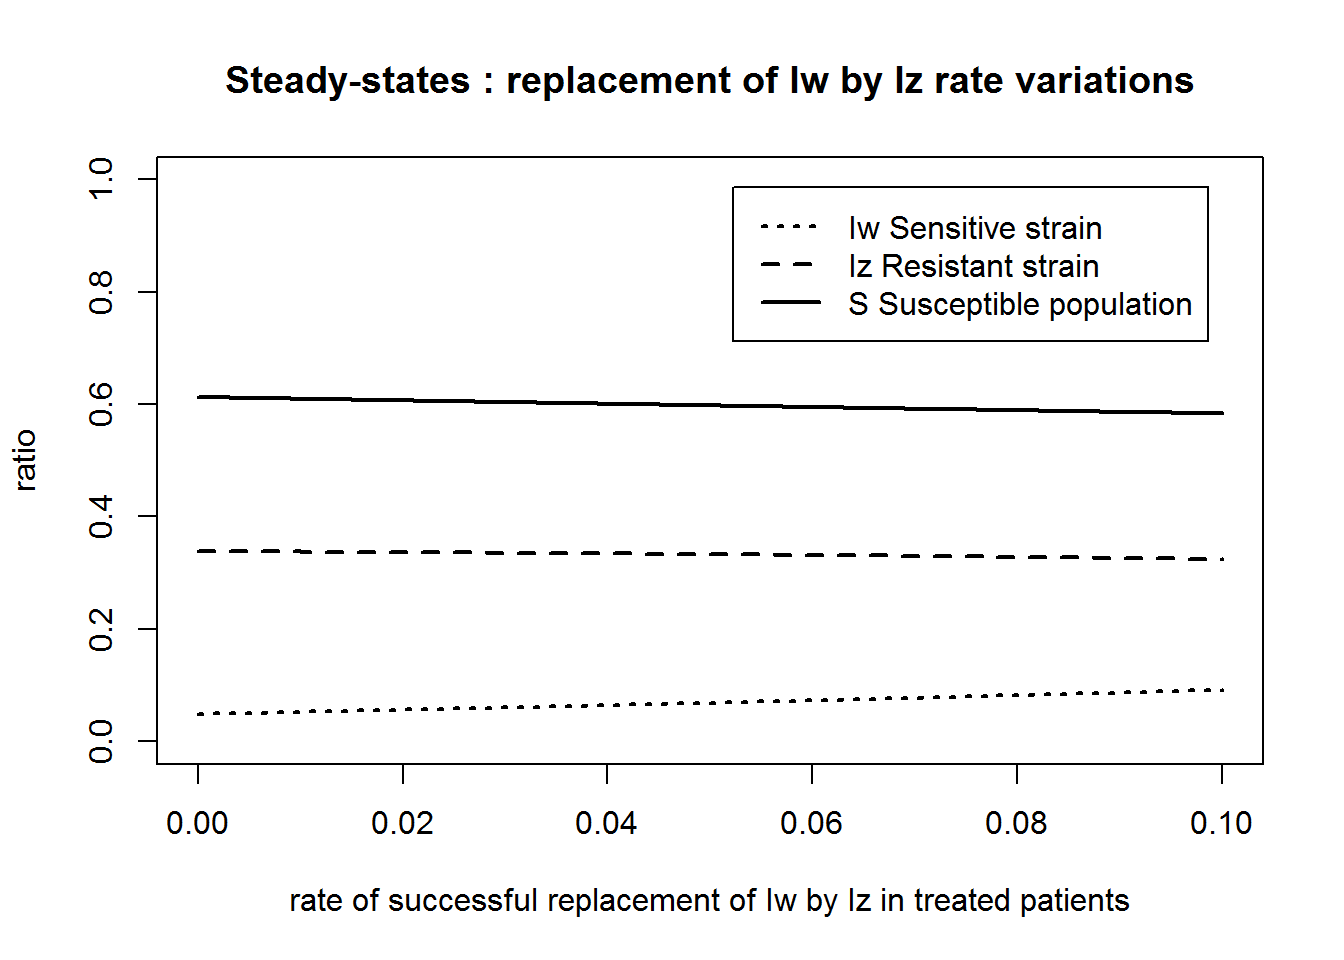 Steady-states : replacement of Iw by Iz rate variations
1.0
0.8
0.6
0.4
0.2
0.0
ratio
Iw Sensitive strain
Iz Resistant strain
S Susceptible population
0.00 0.02 0.04 0.06 0.08 0.10
rate of successful replacement of Iw by Iz in treated patients